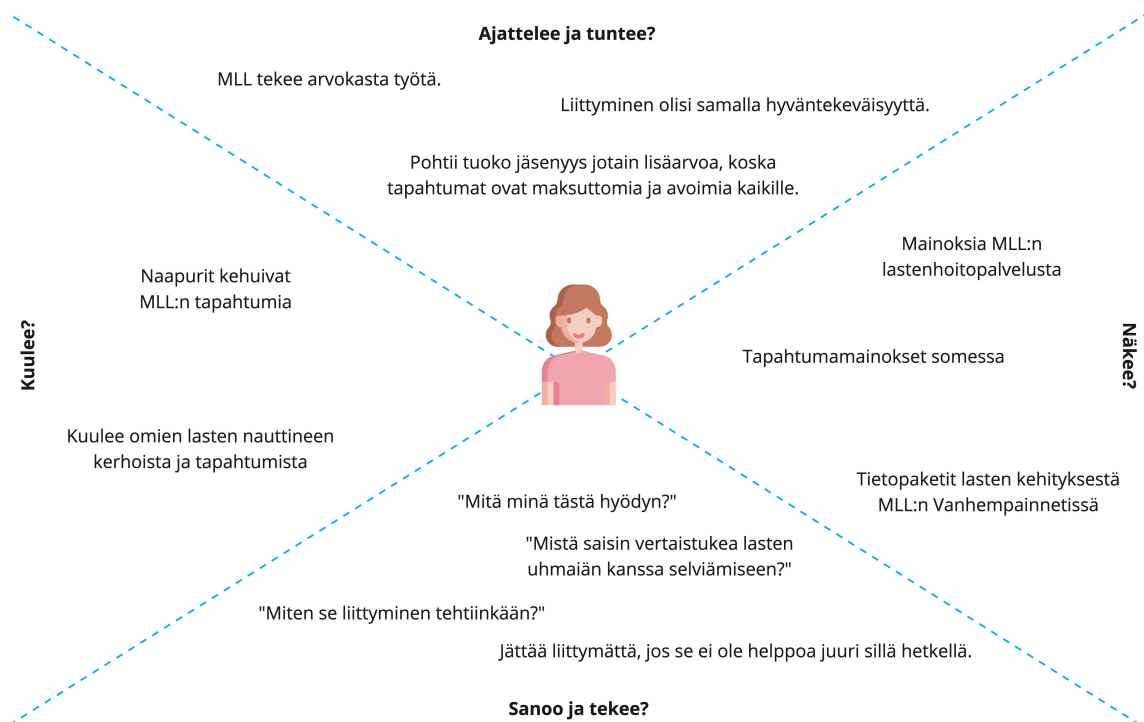 Ajattelee ja tuntee?
MLL tekee arvokasta työtä.
Liittyminen olisi samalla hyväntekeväisyyttä.
Pohtii tuoko jäsenyys jotain lisäarvoa, koska
tapahtumat ovat maksuttomia ja avoimia kaikille.
Kuulee?
Naapurit kehuivat
MLL:n tapahtumia
Kuulee omien lasten nauttineen
kerhoista ja tapahtumista
Näkee?
Mainoksia MLL:n
lastenhoitopalvelusta
Tapahtumamainokset somessa
Tietopaketit lasten kehityksestä
MLL:n Vanhempainnetissä
"Mitä minä tästä hyödyn?"
"Mistä saisin vertaistukea lasten
uhmaiän kanssa selviämiseen?"
"Miten se liittyminen tehtiinkään?"
Jättää liittymättä, jos se ei ole helppoa juuri sillä hetkellä.
Sanoo ja tekee?